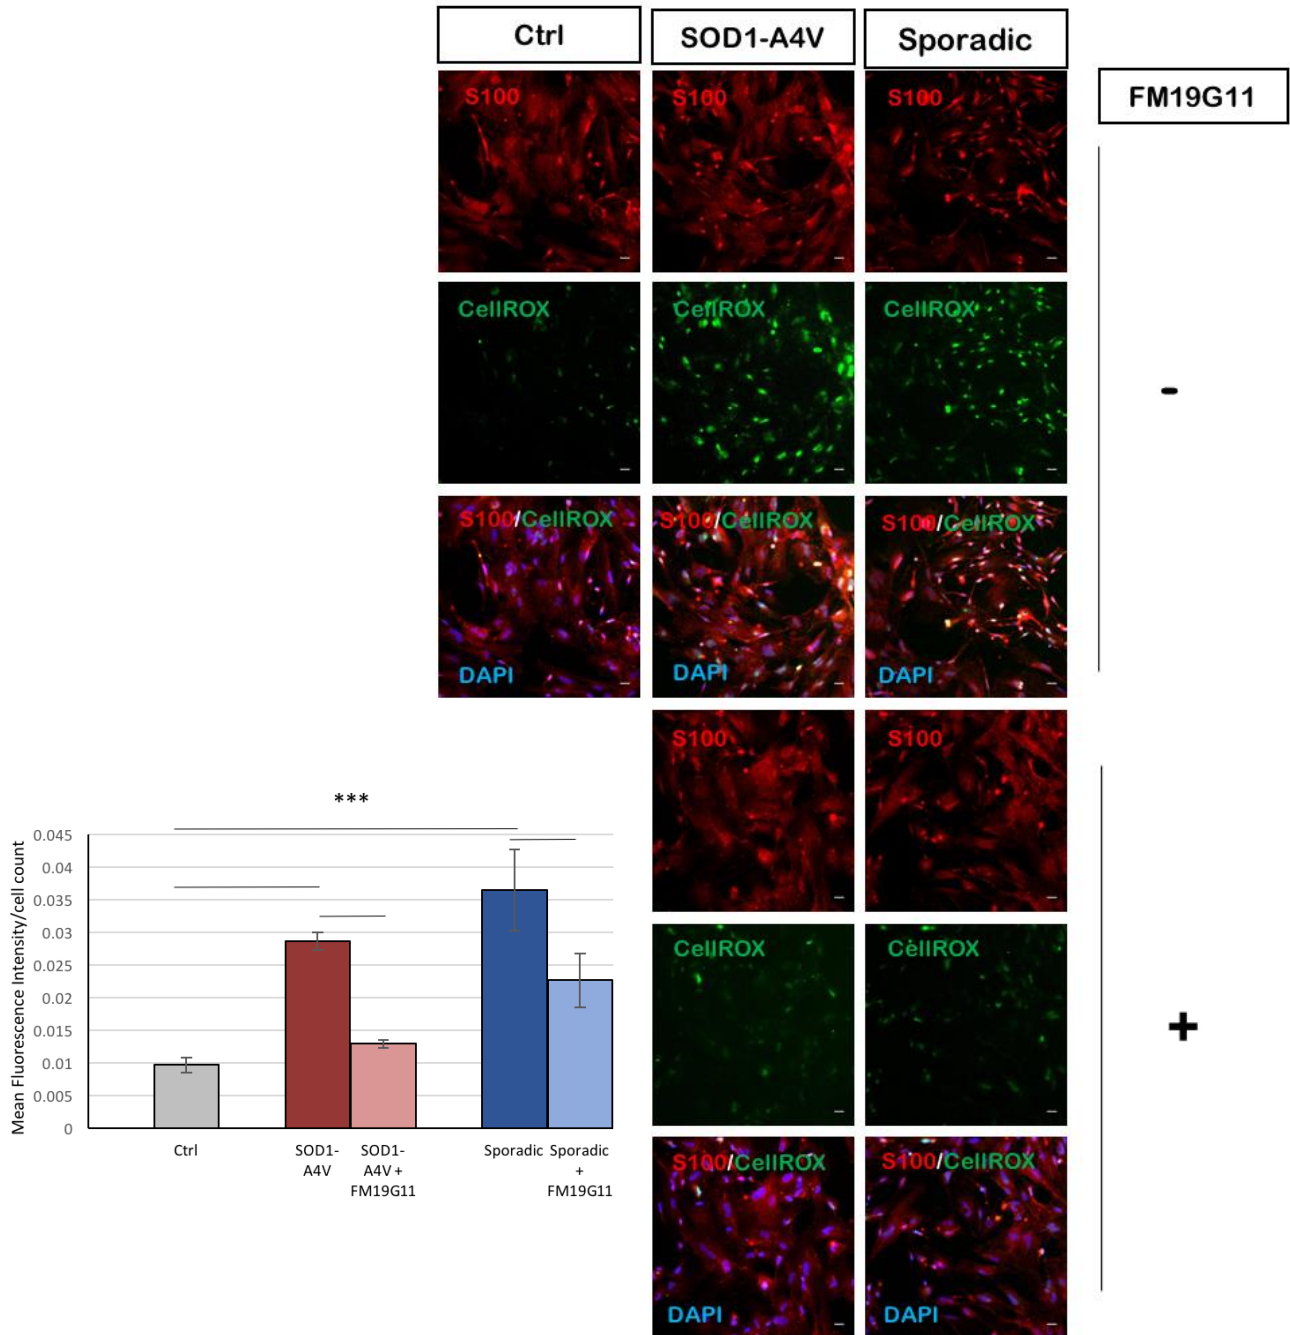 Ctrl
SOD1-A4V
Sporadic
FM19G11
S100
S100
S100
CellROX
CellROX
CellROX
-
S100/CellROX
S100/CellROX
S100/CellROX
DAPI
DAPI
DAPI
S100
S100
CellROX
CellROX
+
S100/CellROX
S100/CellROX
DAPI
DAPI
***
Mean Fluorescence Intensity/cell count
0.045
0.04
0.035
0.03
0.025
0.02
0.015
0.01
0.005
0
Ctrl
SOD1-
A4V
SOD1-
A4V +
FM19G11
Sporadic
Sporadic
+
FM19G11